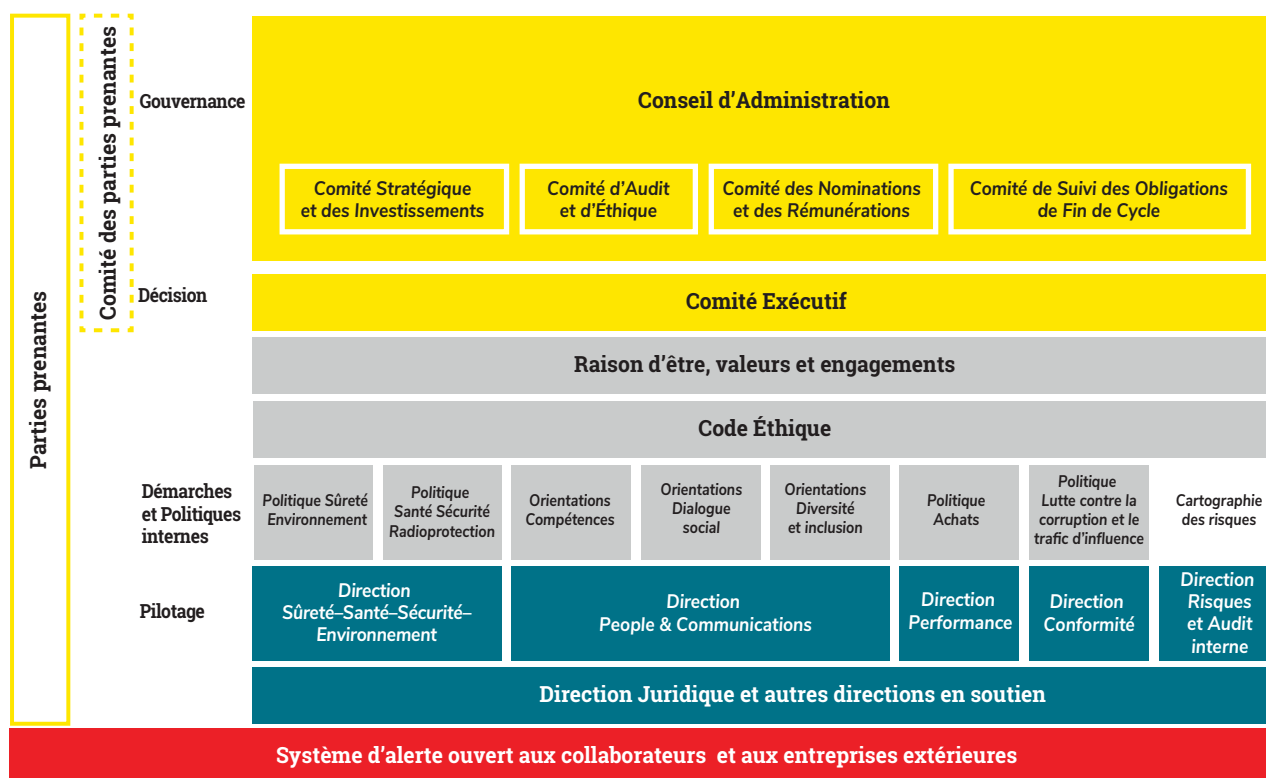 Parties prenantes
Comité des parties prenantes
Gouvernance
Conseil d’Administration
Comité Stratégique
et des Investissements
Comité d’Audit
et d’Éthique
Comité des Nominations
et des Rémunérations
Comité de Suivi des Obligations
de Fin de Cycle
Décision
Comité Exécutif
Raison d’être, valeurs et engagements
Code Éthique
Démarches
et Politiques
internes
Politique Sûreté
Environnement
Politique
Santé Sécurité
Radioprotection
Orientations
Compétences
Orientations
Dialogue
social
Orientations
Diversité
et inclusion
Politique
Achats
Politique
Lutte contre la
corruption et le
trafic d’influence
Cartographie
des risques
Pilotage
Direction
Sûreté–Santé–Sécurité–
Environnement
Direction
People & Communications
Direction
Performance
Direction
Conformité
Direction
Risques
et Audit
interne
Direction Juridique et autres directions en soutien
Système d’alerte ouvert aux collaborateurs et aux entreprises extérieures